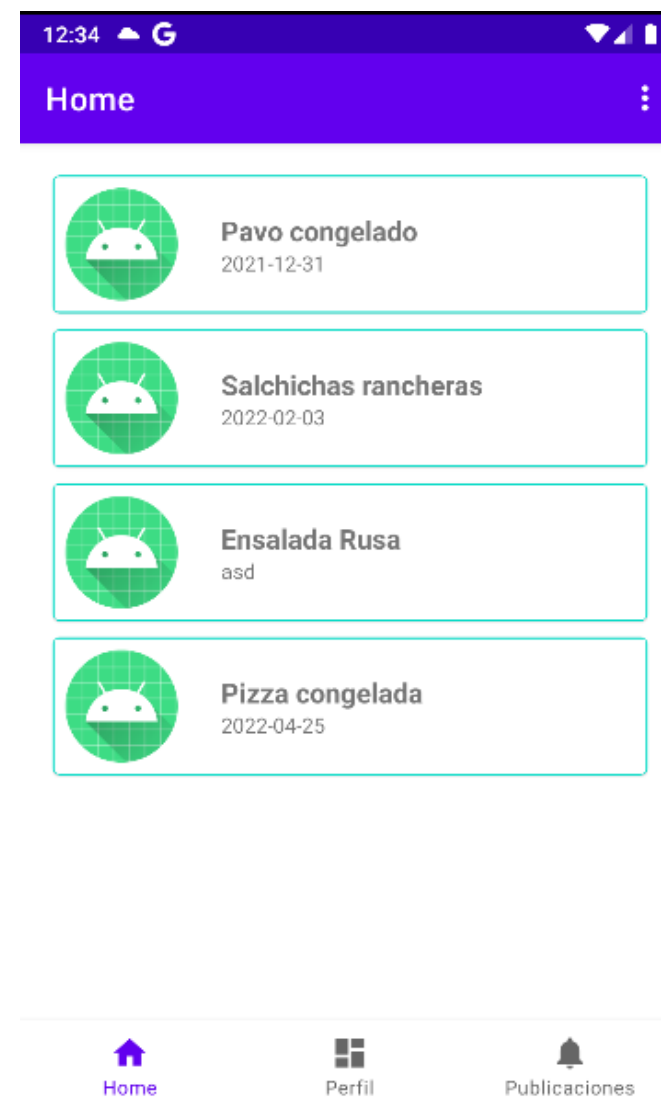 12:34 G
Home
Pavo congelado
2021-12-31
Salchichas rancheras
2022-02-03
Ensalada Rusa
asd
Pizza congelada
2022-04-25
Home Perfil Publicaciones